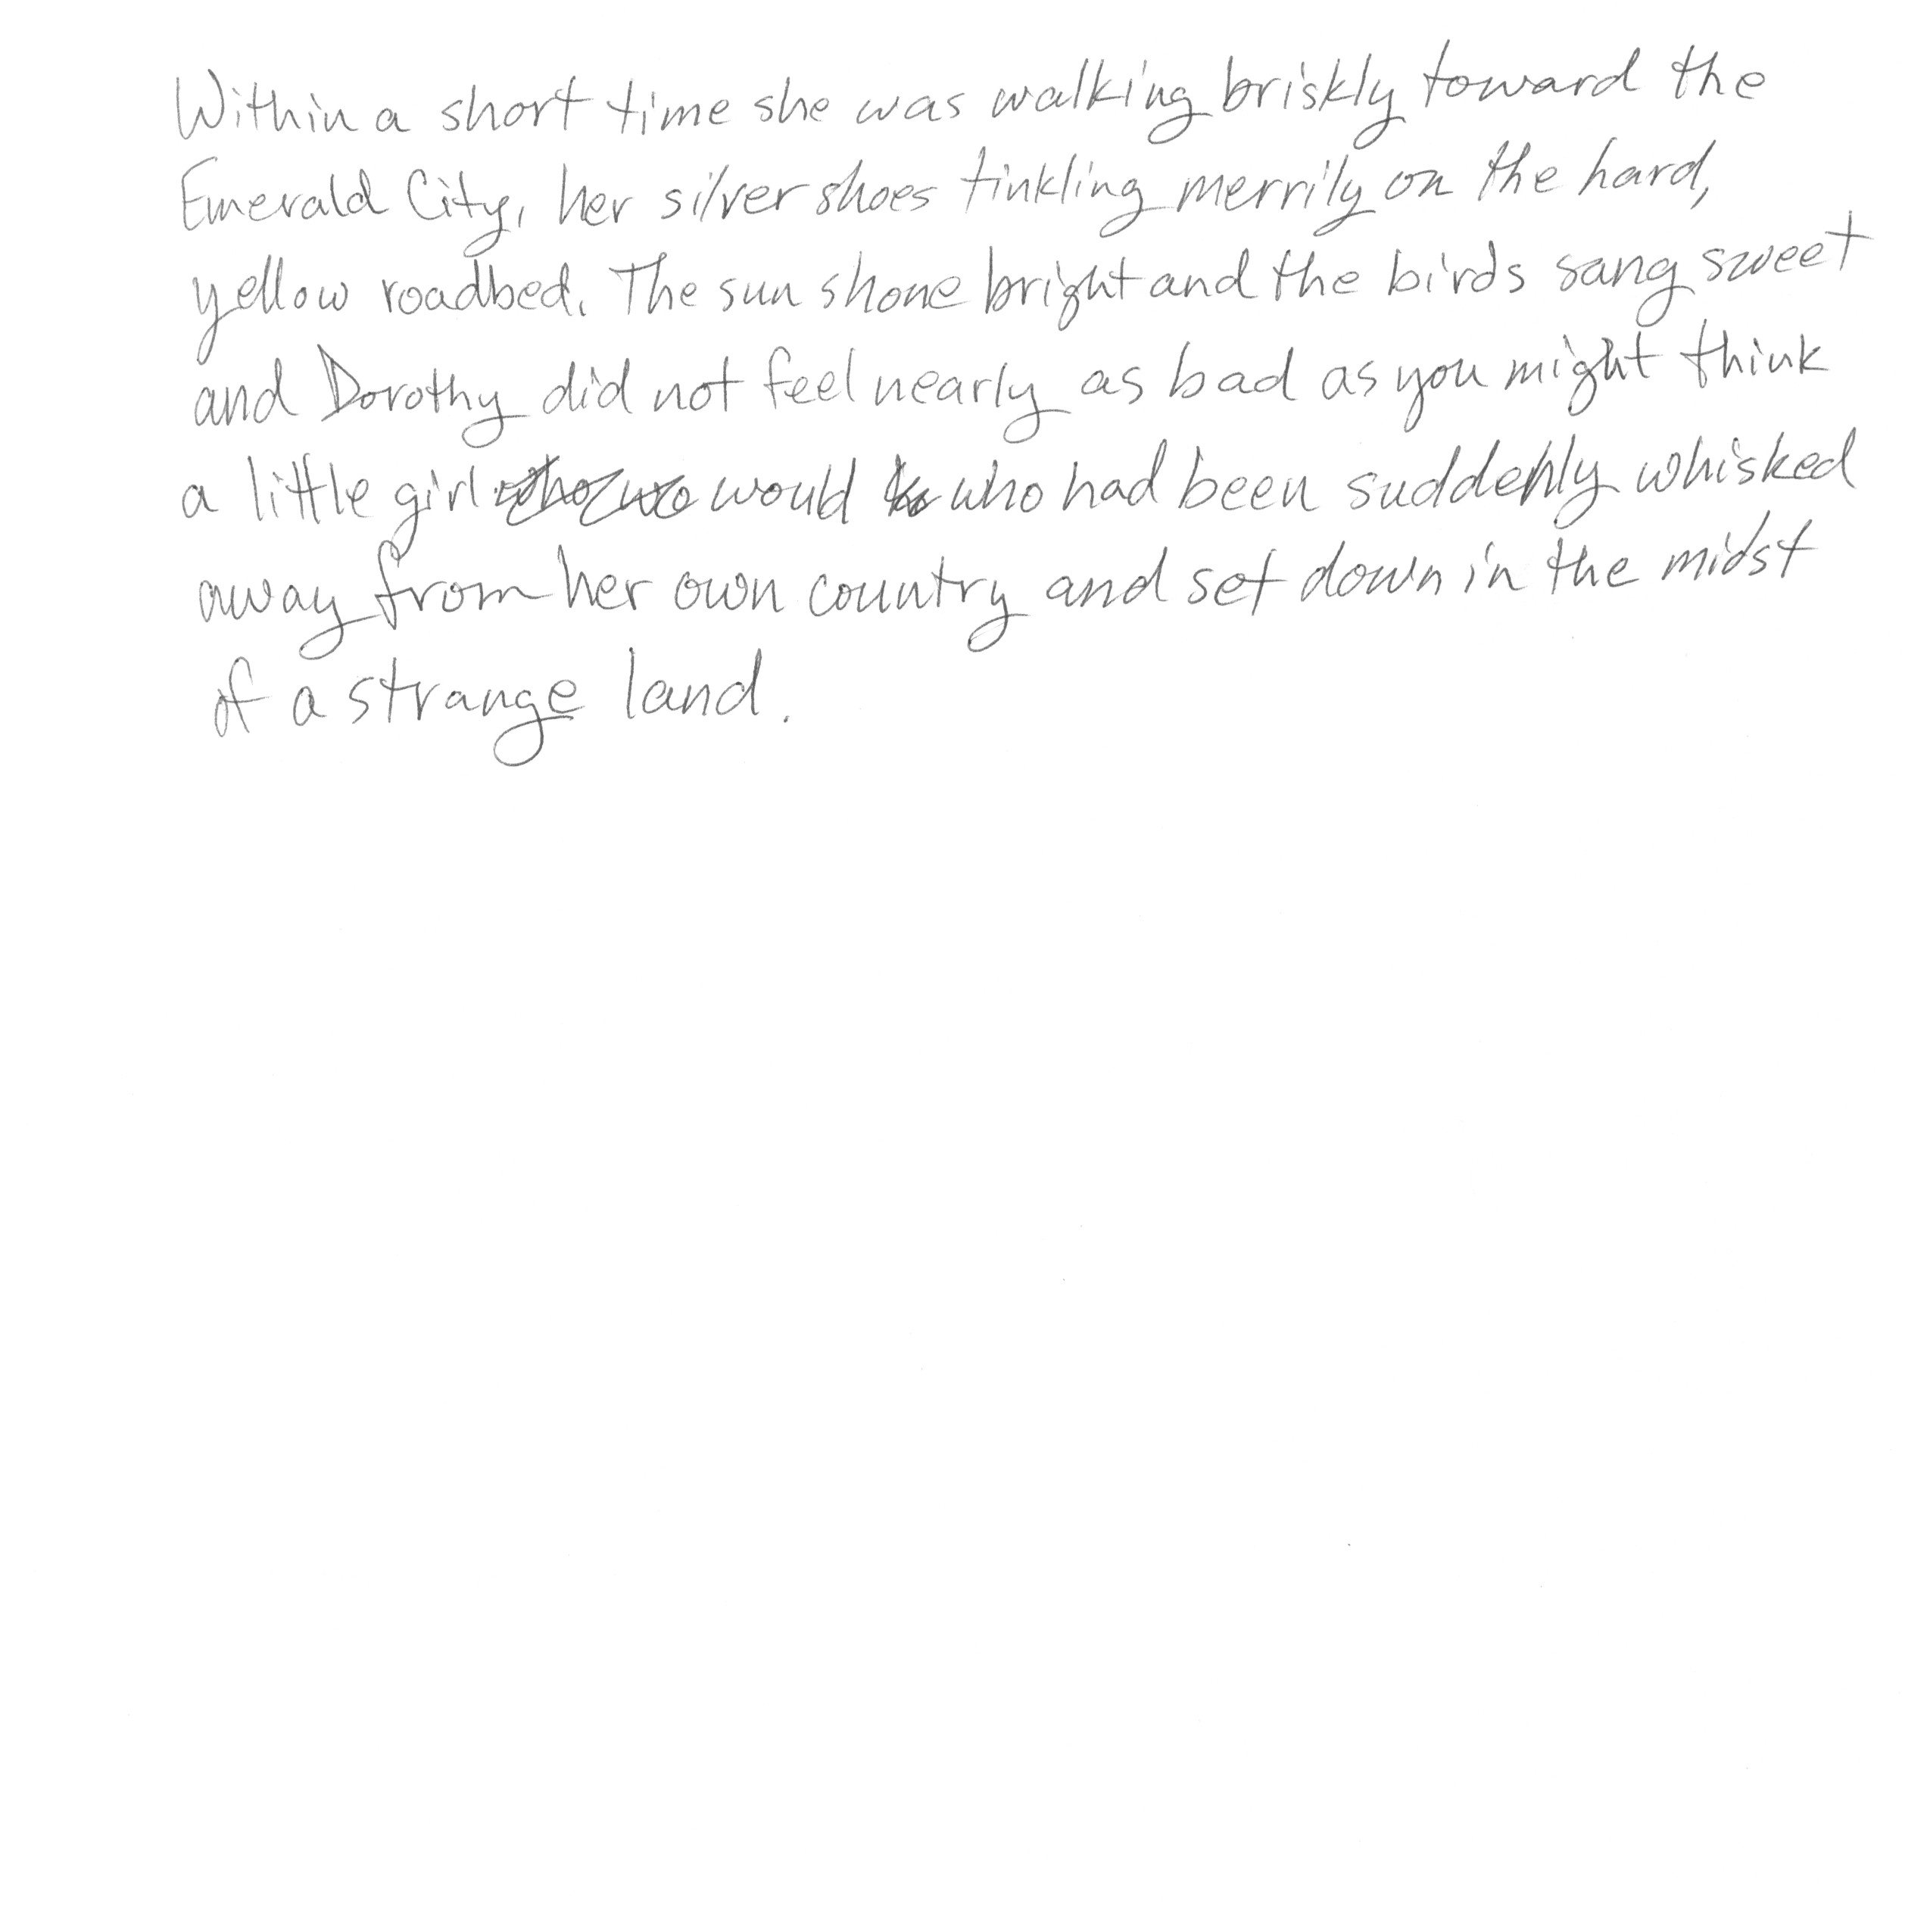 Within a short time she was walking briskly toward the
Emerald City, her silver shoes tinkling merrily on the hard,
yellow roadbed. The sun shone bright and the birds sang sweet
and Dorothy did not feel nearly as bad as you might think
a little girl would who had been suddenly whisked
away from her own country and set down in the midst
of a strange land.